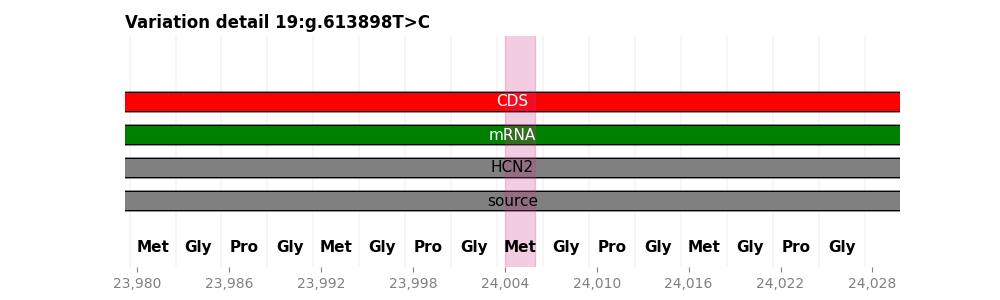 Variation detail 19:g.613898T>C
CDS
mRNA
HCN2
source
Met Gly Pro Gly Met Gly Pro Gly Met Gly Pro Gly Met Gly Pro Gly
23,980 23,986 23,992 23,998 24,004 24,010 24,016 24,022 24,028